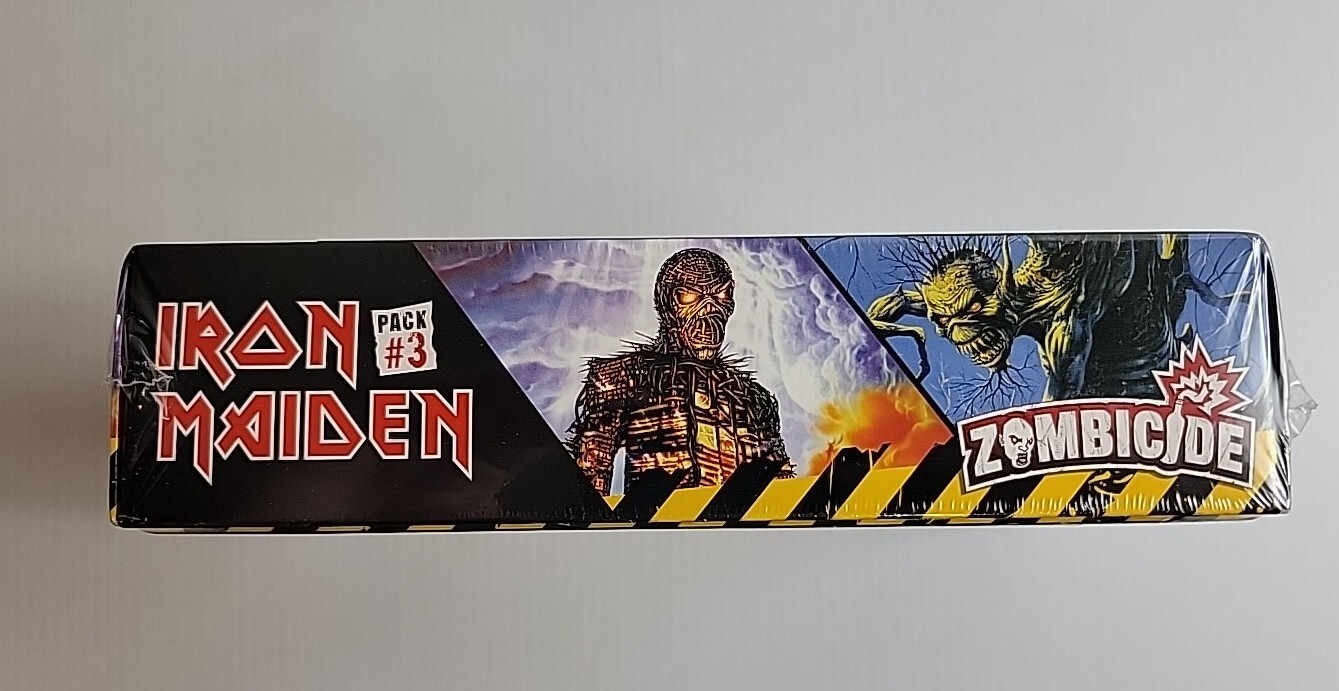 IRON
MAIDEN
PACK
#3
ZOMBICIDE